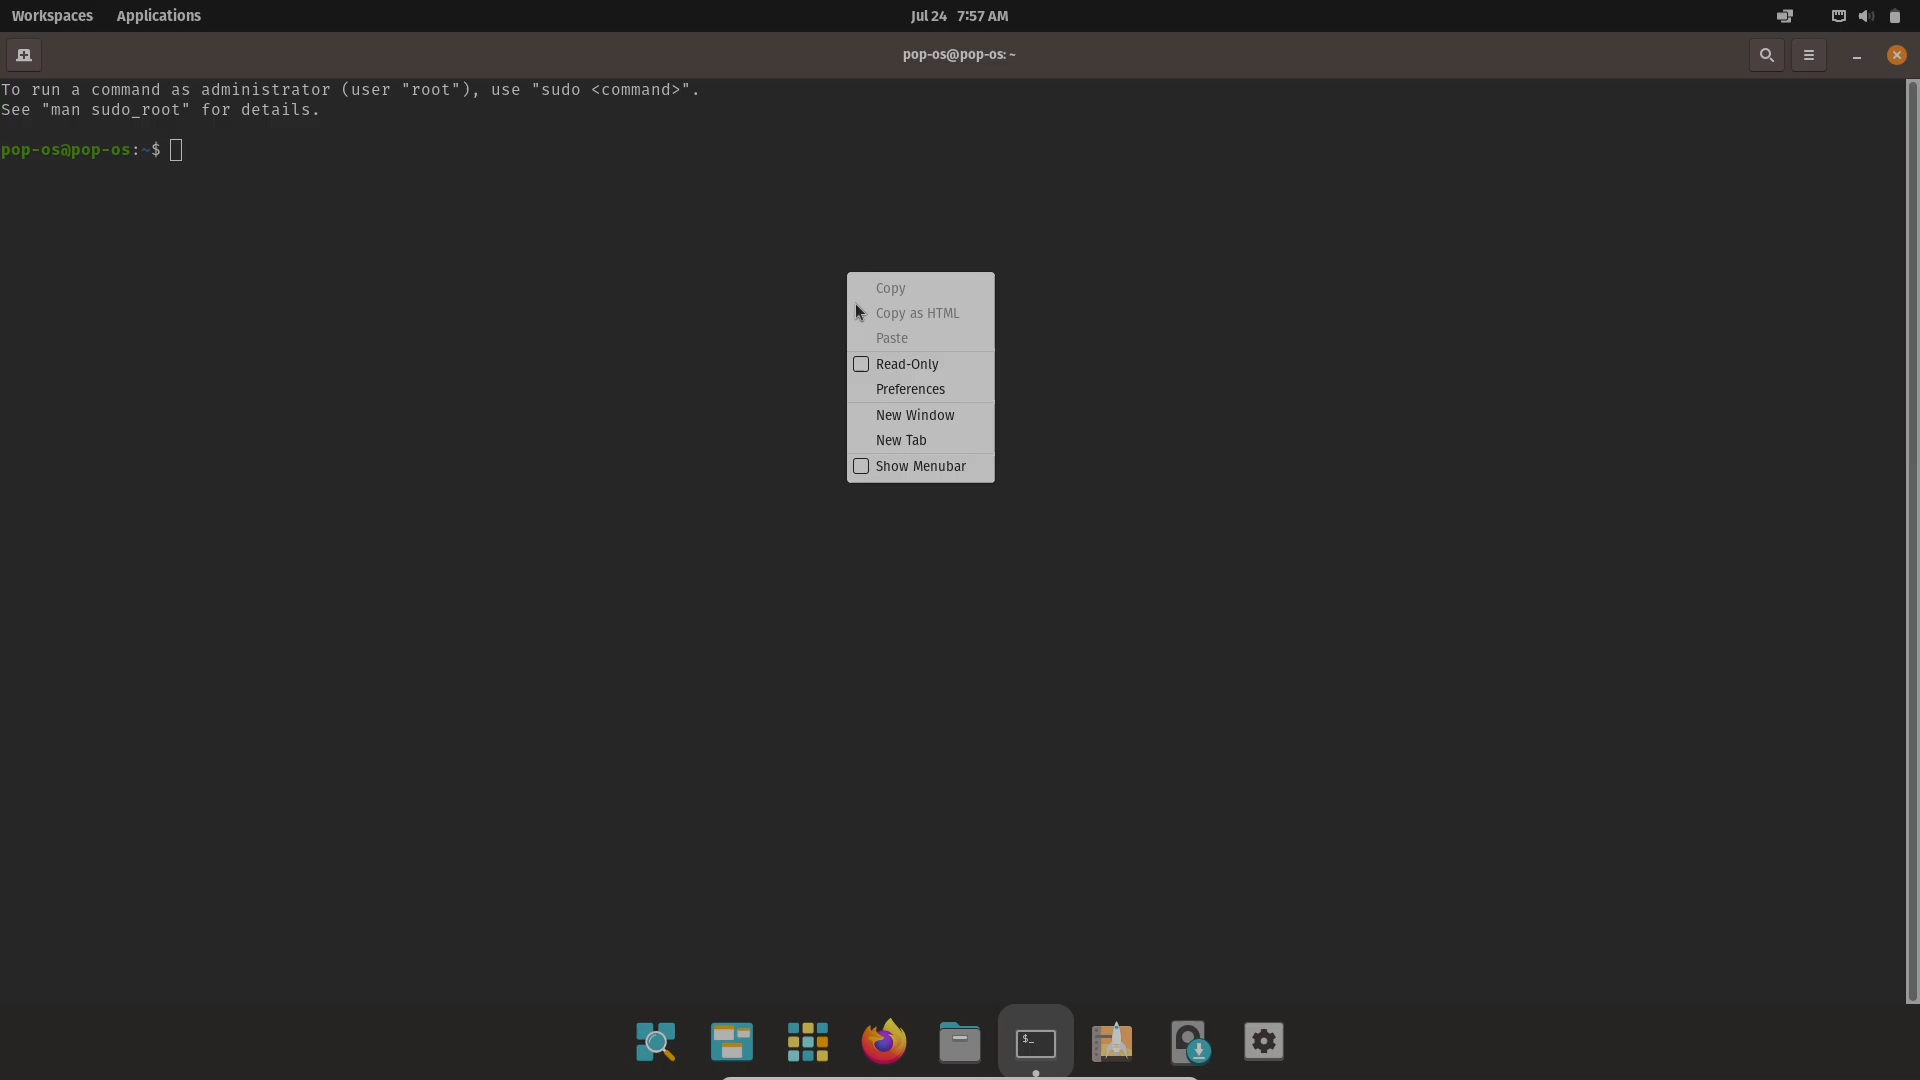 Workspaces Applications Jul 24 7:57 AM
pop-os@pop-os: ~
To run a command as administrator (user "root"), use "sudo <command>".
See "man sudo_root" for details.
pop-os@pop-os:~$
Copy
Copy as HTML
Paste
Read-Only
Preferences
New Window
New Tab
Show Menubar
$_